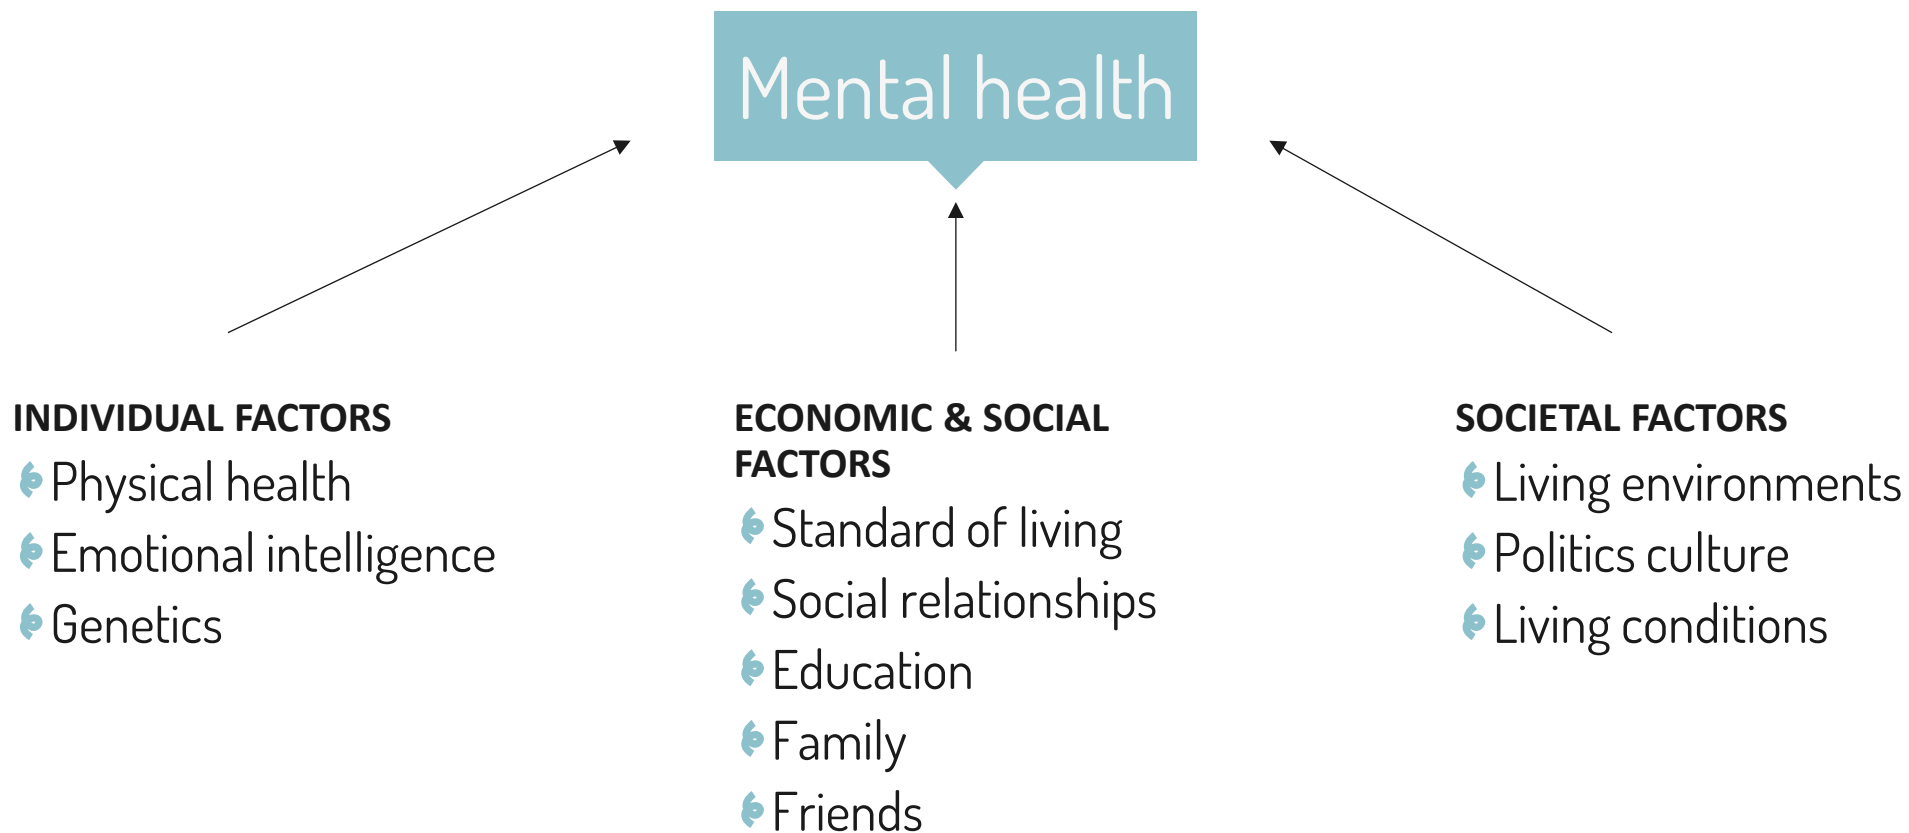 Mental health
INDIVIDUAL FACTORS
Physical health
Emotional intelligence
Genetics
ECONOMIC & SOCIAL
FACTORS
Standard of living
Social relationships
Education
Family
Friends
SOCIETAL FACTORS
Living environments
Politics culture
Living conditions